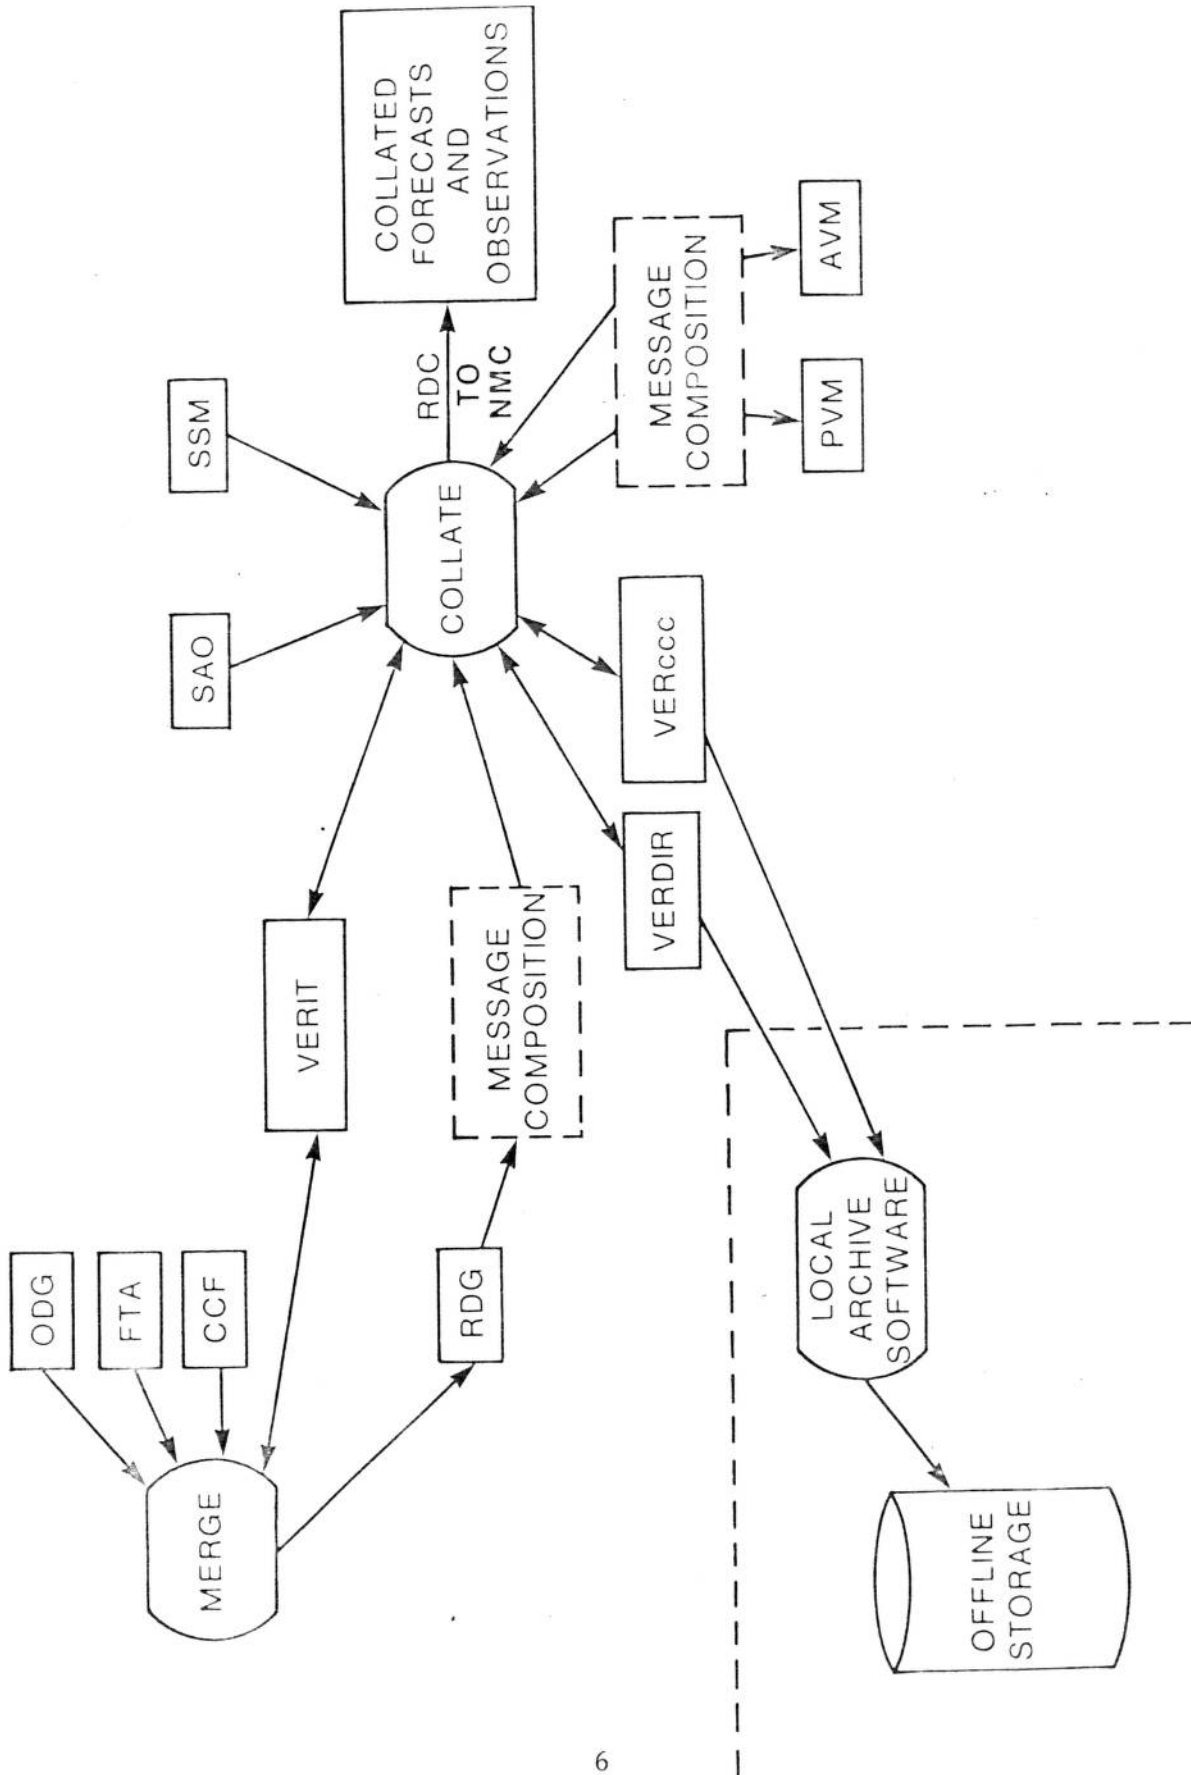 ODG
FTA
CCF
MERGE
RDG
VERIT
MESSAGE
COMPOSITION
SAO
SSM
COLLATE
RDC
TO
NMC
COLLATED
FORECASTS
AND
OBSERVATIONS
MESSAGE
COMPOSITION
PVM
AVM
VERDIR
VERccc
LOCAL
ARCHIVE
SOFTWARE
OFFLINE
STORAGE
6